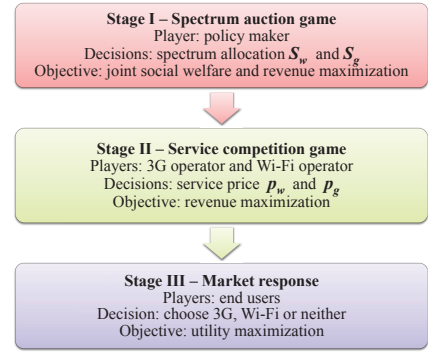 Stage I – Spectrum auction game
Player: policy maker
Decisions: spectrum allocation S_w and S_g
Objective: joint social welfare and revenue maximization
Stage II – Service competition game
Players: 3G operator and Wi-Fi operator
Decisions: service price p_w and p_g
Objective: revenue maximization
Stage III – Market response
Players: end users
Decision: choose 3G, Wi-Fi or neither
Objective: utility maximization